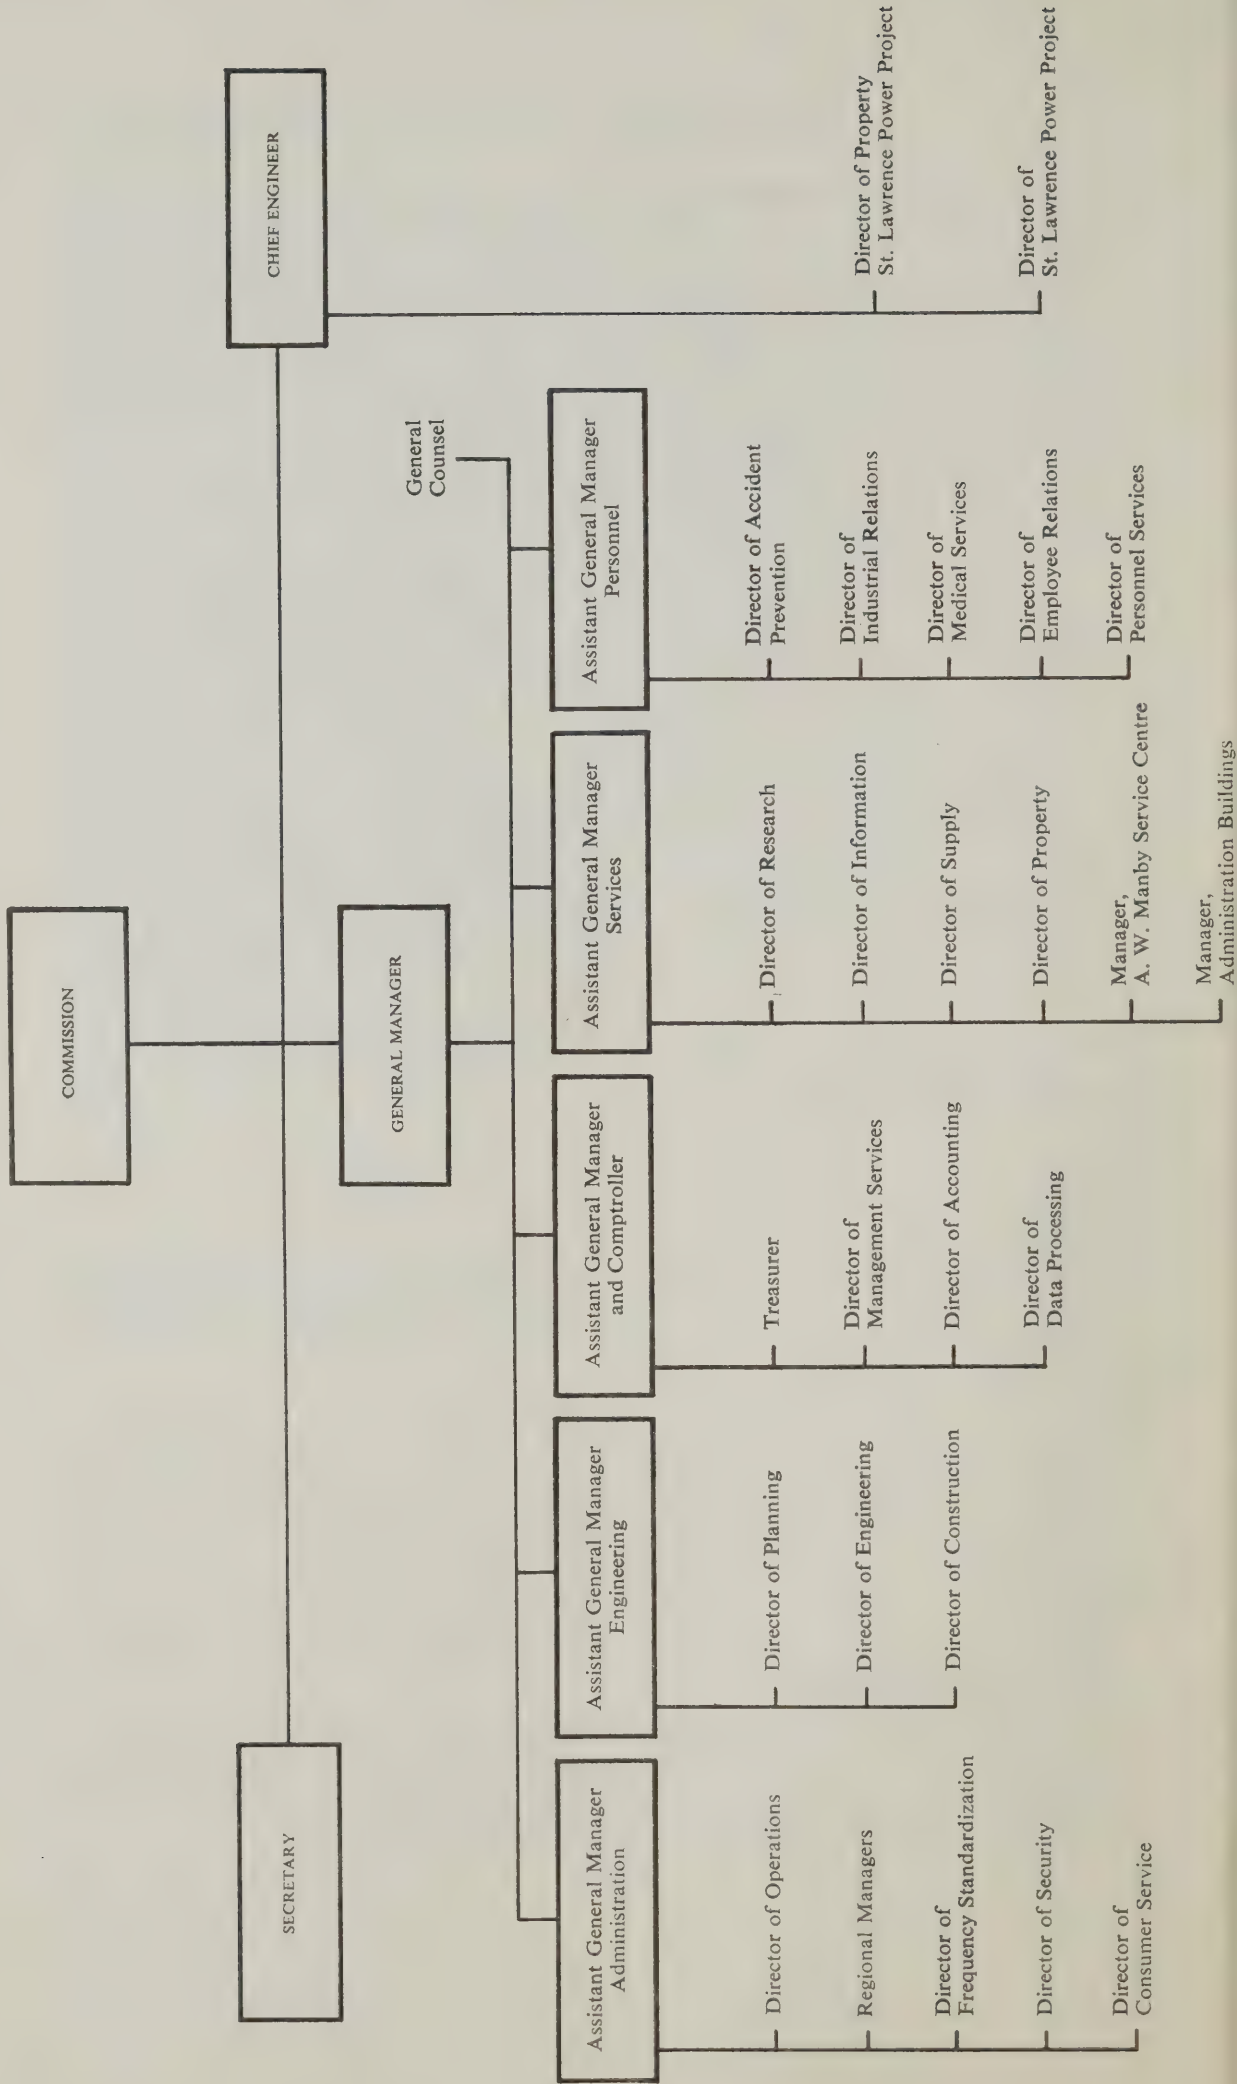 COMMISSION
SECRETARY
CHIEF ENGINEER
GENERAL MANAGER
General
Counsel
Assistant General Manager
Administration
Director of Operations
Regional Managers
Director of
Frequency Standardization
Director of Security
Director of
Consumer Service
Assistant General Manager
Engineering
Director of Planning
Director of Engineering
Director of Construction
Assistant General Manager
and Comptroller
Treasurer
Director of
Management Services
Director of Accounting
Director of
Data Processing
Assistant General Manager
Services
Director of Research
Director of Information
Director of Supply
Director of Property
Manager,
A. W. Manby Service Centre
Manager,
Administration Buildings
Assistant General Manager
Personnel
Director of Accident
Prevention
Director of
Industrial Relations
Director of
Medical Services
Director of
Employee Relations
Director of
Personnel Services
Director of Property
St. Lawrence Power Project
Director of
St. Lawrence Power Project